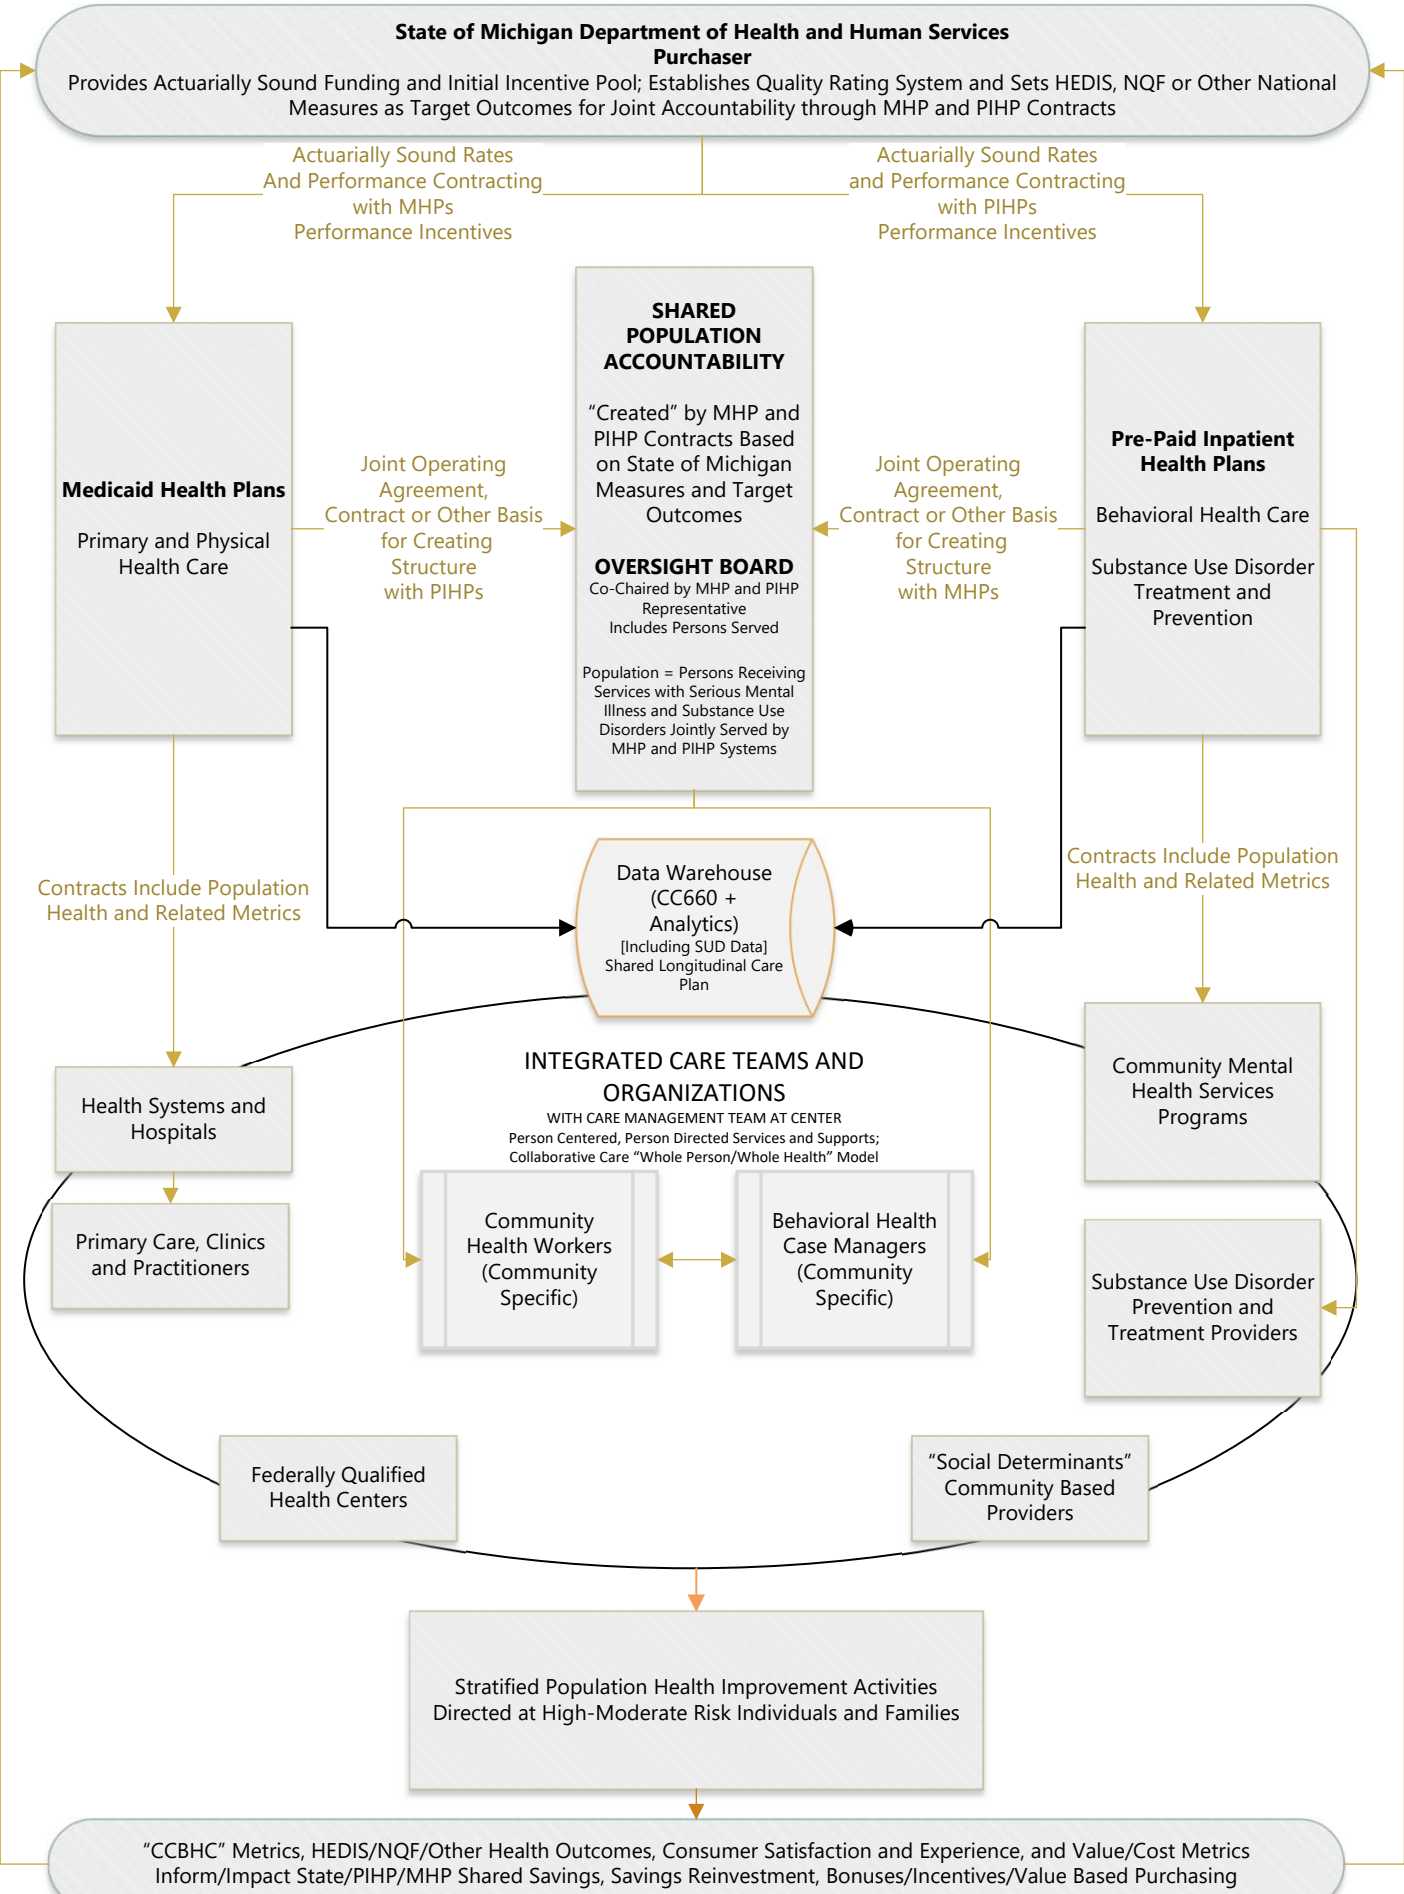 State of Michigan Department of Health and Human Services
Purchaser
Provides Actuarially Sound Funding and Initial Incentive Pool; Establishes Quality Rating System and Sets HEDIS, NQF or Other National
Measures as Target Outcomes for Joint Accountability through MHP and PIHP Contracts
Actuarially Sound Rates
And Performance Contracting
with MHPs
Performance Incentives
Actuarially Sound Rates
and Performance Contracting
with PIHPs
Performance Incentives
Medicaid Health Plans
Primary and Physical
Health Care
Joint Operating
Agreement,
Contract or Other Basis
for Creating
Structure
with PIHPs
SHARED
POPULATION
ACCOUNTABILITY
“Created” by MHP and
PIHP Contracts Based
on State of Michigan
Measures and Target
Outcomes
OVERSIGHT BOARD
Co-Chaired by MHP and PIHP
Representative
Includes Persons Served
Population = Persons Receiving
Services with Serious Mental
Illness and Substance Use
Disorders Jointly Served by
MHP and PIHP Systems
Joint Operating
Agreement,
Contract or Other Basis
for Creating
Structure
with MHPs
Pre-Paid Inpatient
Health Plans
Behavioral Health Care
Substance Use Disorder
Treatment and
Prevention
Contracts Include Population
Health and Related Metrics
Data Warehouse
(CC660 +
Analytics)
[Including SUD Data]
Shared Longitudinal Care
Plan
Contracts Include Population
Health and Related Metrics
Health Systems and
Hospitals
Primary Care, Clinics
and Practitioners
INTEGRATED CARE TEAMS AND
ORGANIZATIONS
WITH CARE MANAGEMENT TEAM AT CENTER
Person Centered, Person Directed Services and Supports;
Collaborative Care “Whole Person/Whole Health” Model
Community
Health Workers
(Community
Specific)
Behavioral Health
Case Managers
(Community
Specific)
Community Mental
Health Services
Programs
Substance Use Disorder
Prevention and
Treatment Providers
Federally Qualified
Health Centers
“Social Determinants”
Community Based
Providers
Stratified Population Health Improvement Activities
Directed at High-Moderate Risk Individuals and Families
“CCBHC” Metrics, HEDIS/NQF/Other Health Outcomes, Consumer Satisfaction and Experience, and Value/Cost Metrics
Inform/Impact State/PIHP/MHP Shared Savings, Savings Reinvestment, Bonuses/Incentives/Value Based Purchasing